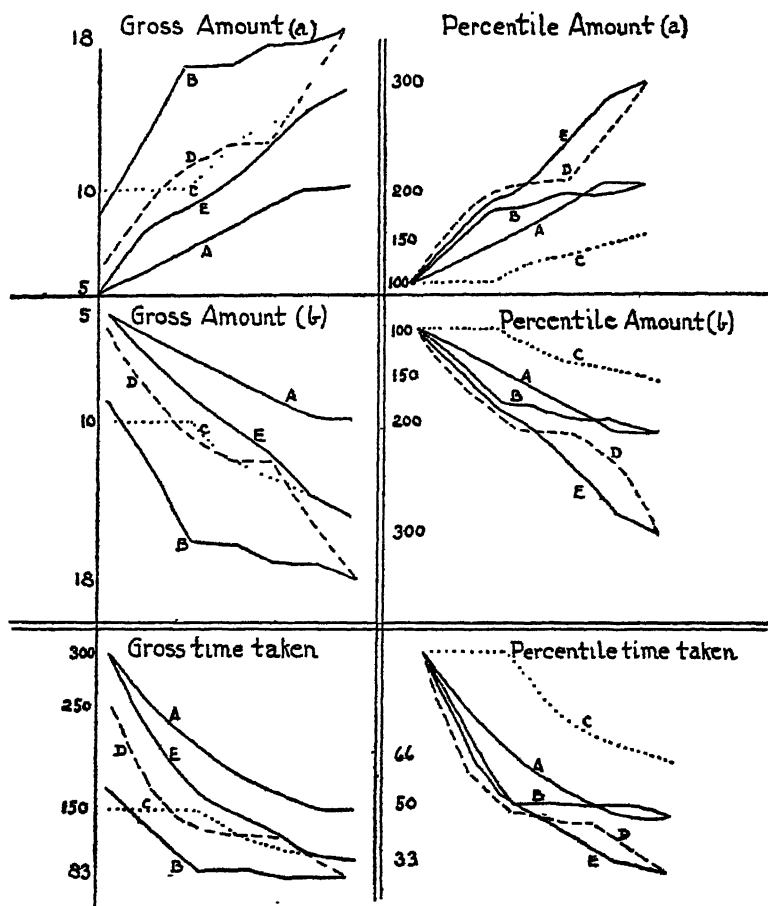 Gross Amount (a)
18
B
D
10
C
E
A
5
Percentile Amount (a)
300
E
D
200
B
A
150
C
100
Gross Amount (b)
5
A
D
10
C
E
B
18
Percentile Amount (b)
100
C
150
A
B
200
D
E
300
Gross time taken
300
250
A
E
D
150
C
B
83
Percentile time taken
C
66
A
50
B
D
33
E